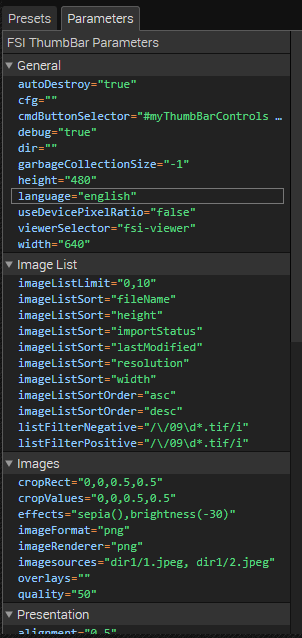 Presets Parameters
FSI ThumbBar Parameters
General
autoDestroy="true"
cfg=""
cmdButtonSelector="#myThumbBarControls ...
debug="true"
dir=""
garbageCollectionSize="-1"
height="480"
language="english"
useDevicePixelRatio="false"
viewerSelector="fsi-viewer"
width="640"
Image List
imageListLimit="0,10"
imageListSort="fileName"
imageListSort="height"
imageListSort="importStatus"
imageListSort="lastModified"
imageListSort="resolution"
imageListSort="width"
imageListSortOrder="asc"
imageListSortOrder="desc"
listFilterNegative="/\/09\d*.tif/i"
listFilterPositive="/\/09\d*.tif/i"
Images
cropRect="0,0,0.5,0.5"
cropValues="0,0,0.5,0.5"
effects="sepia(),brightness(-30)"
imageFormat="png"
imageRenderer="png"
imagesources="dir1/1.jpeg, dir1/2.jpeg"
overlays=""
quality="50"
Presentation
alignment="0.5"